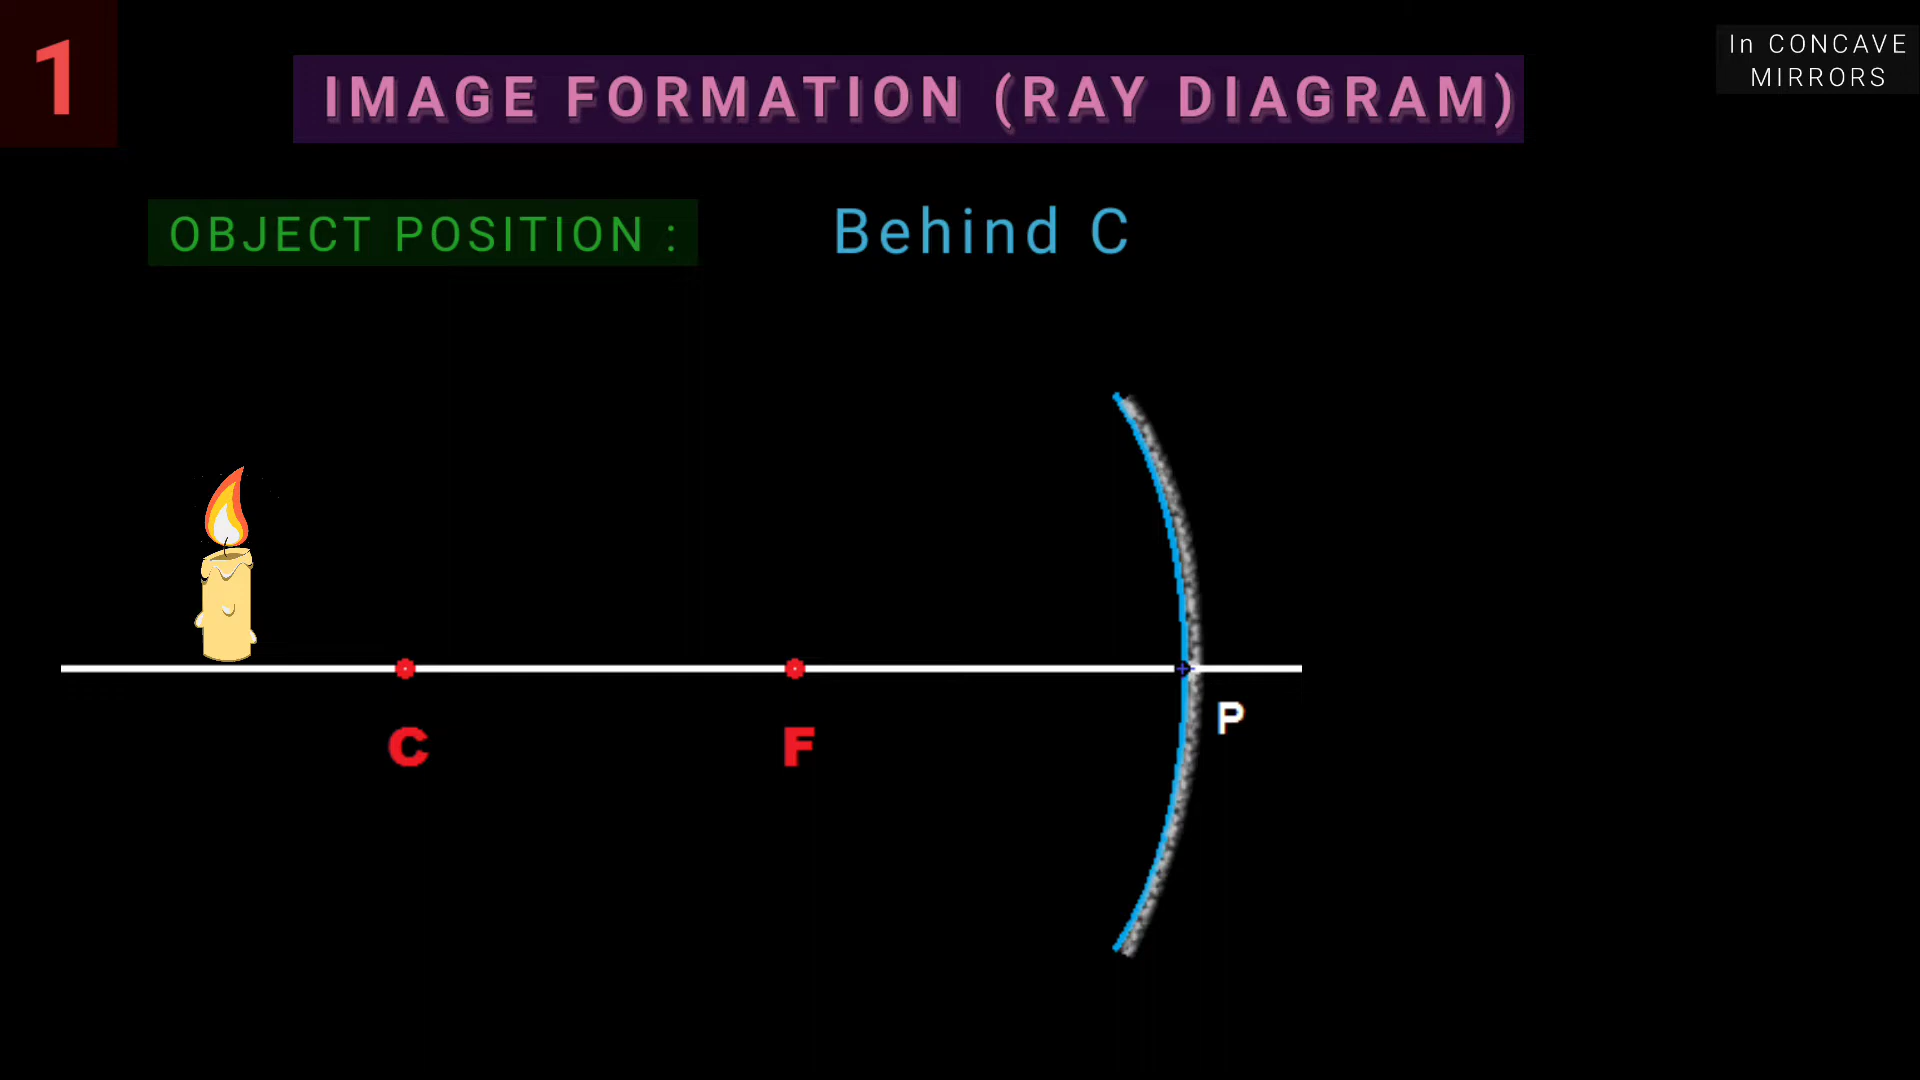 1
IMAGE FORMATION (RAY DIAGRAM)
In CONCAVE
MIRRORS
OBJECT POSITION :
Behind C
C
F
P